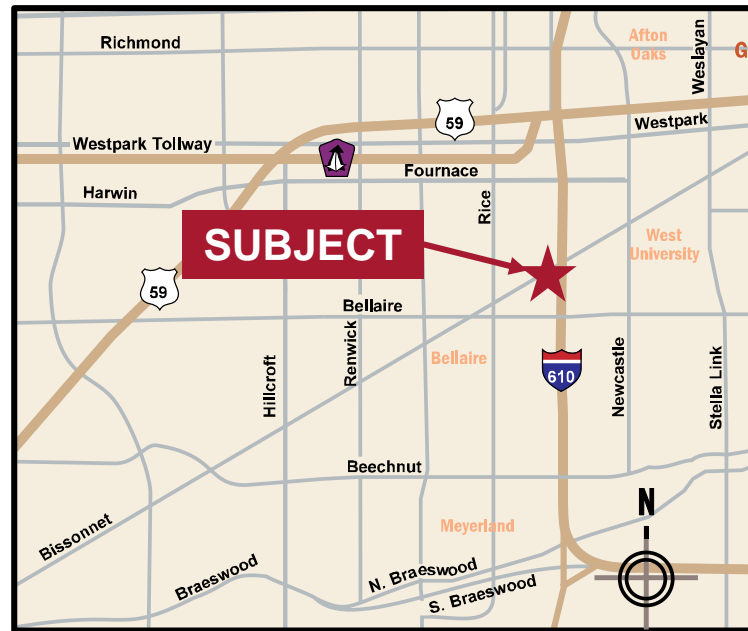 Richmond
Afton
Oaks
Weslayan
G
59
Westpark
Westpark Tollway
Fournace
Harwin
Rice
SUBJECT
West
University
59
Bellaire
Renwick
Bellaire
Hillcroft
610
Newcastle
Stella Link
Beechnut
N
Meyerland
Bissonnet
Braeswood
N. Braeswood
S. Braeswood